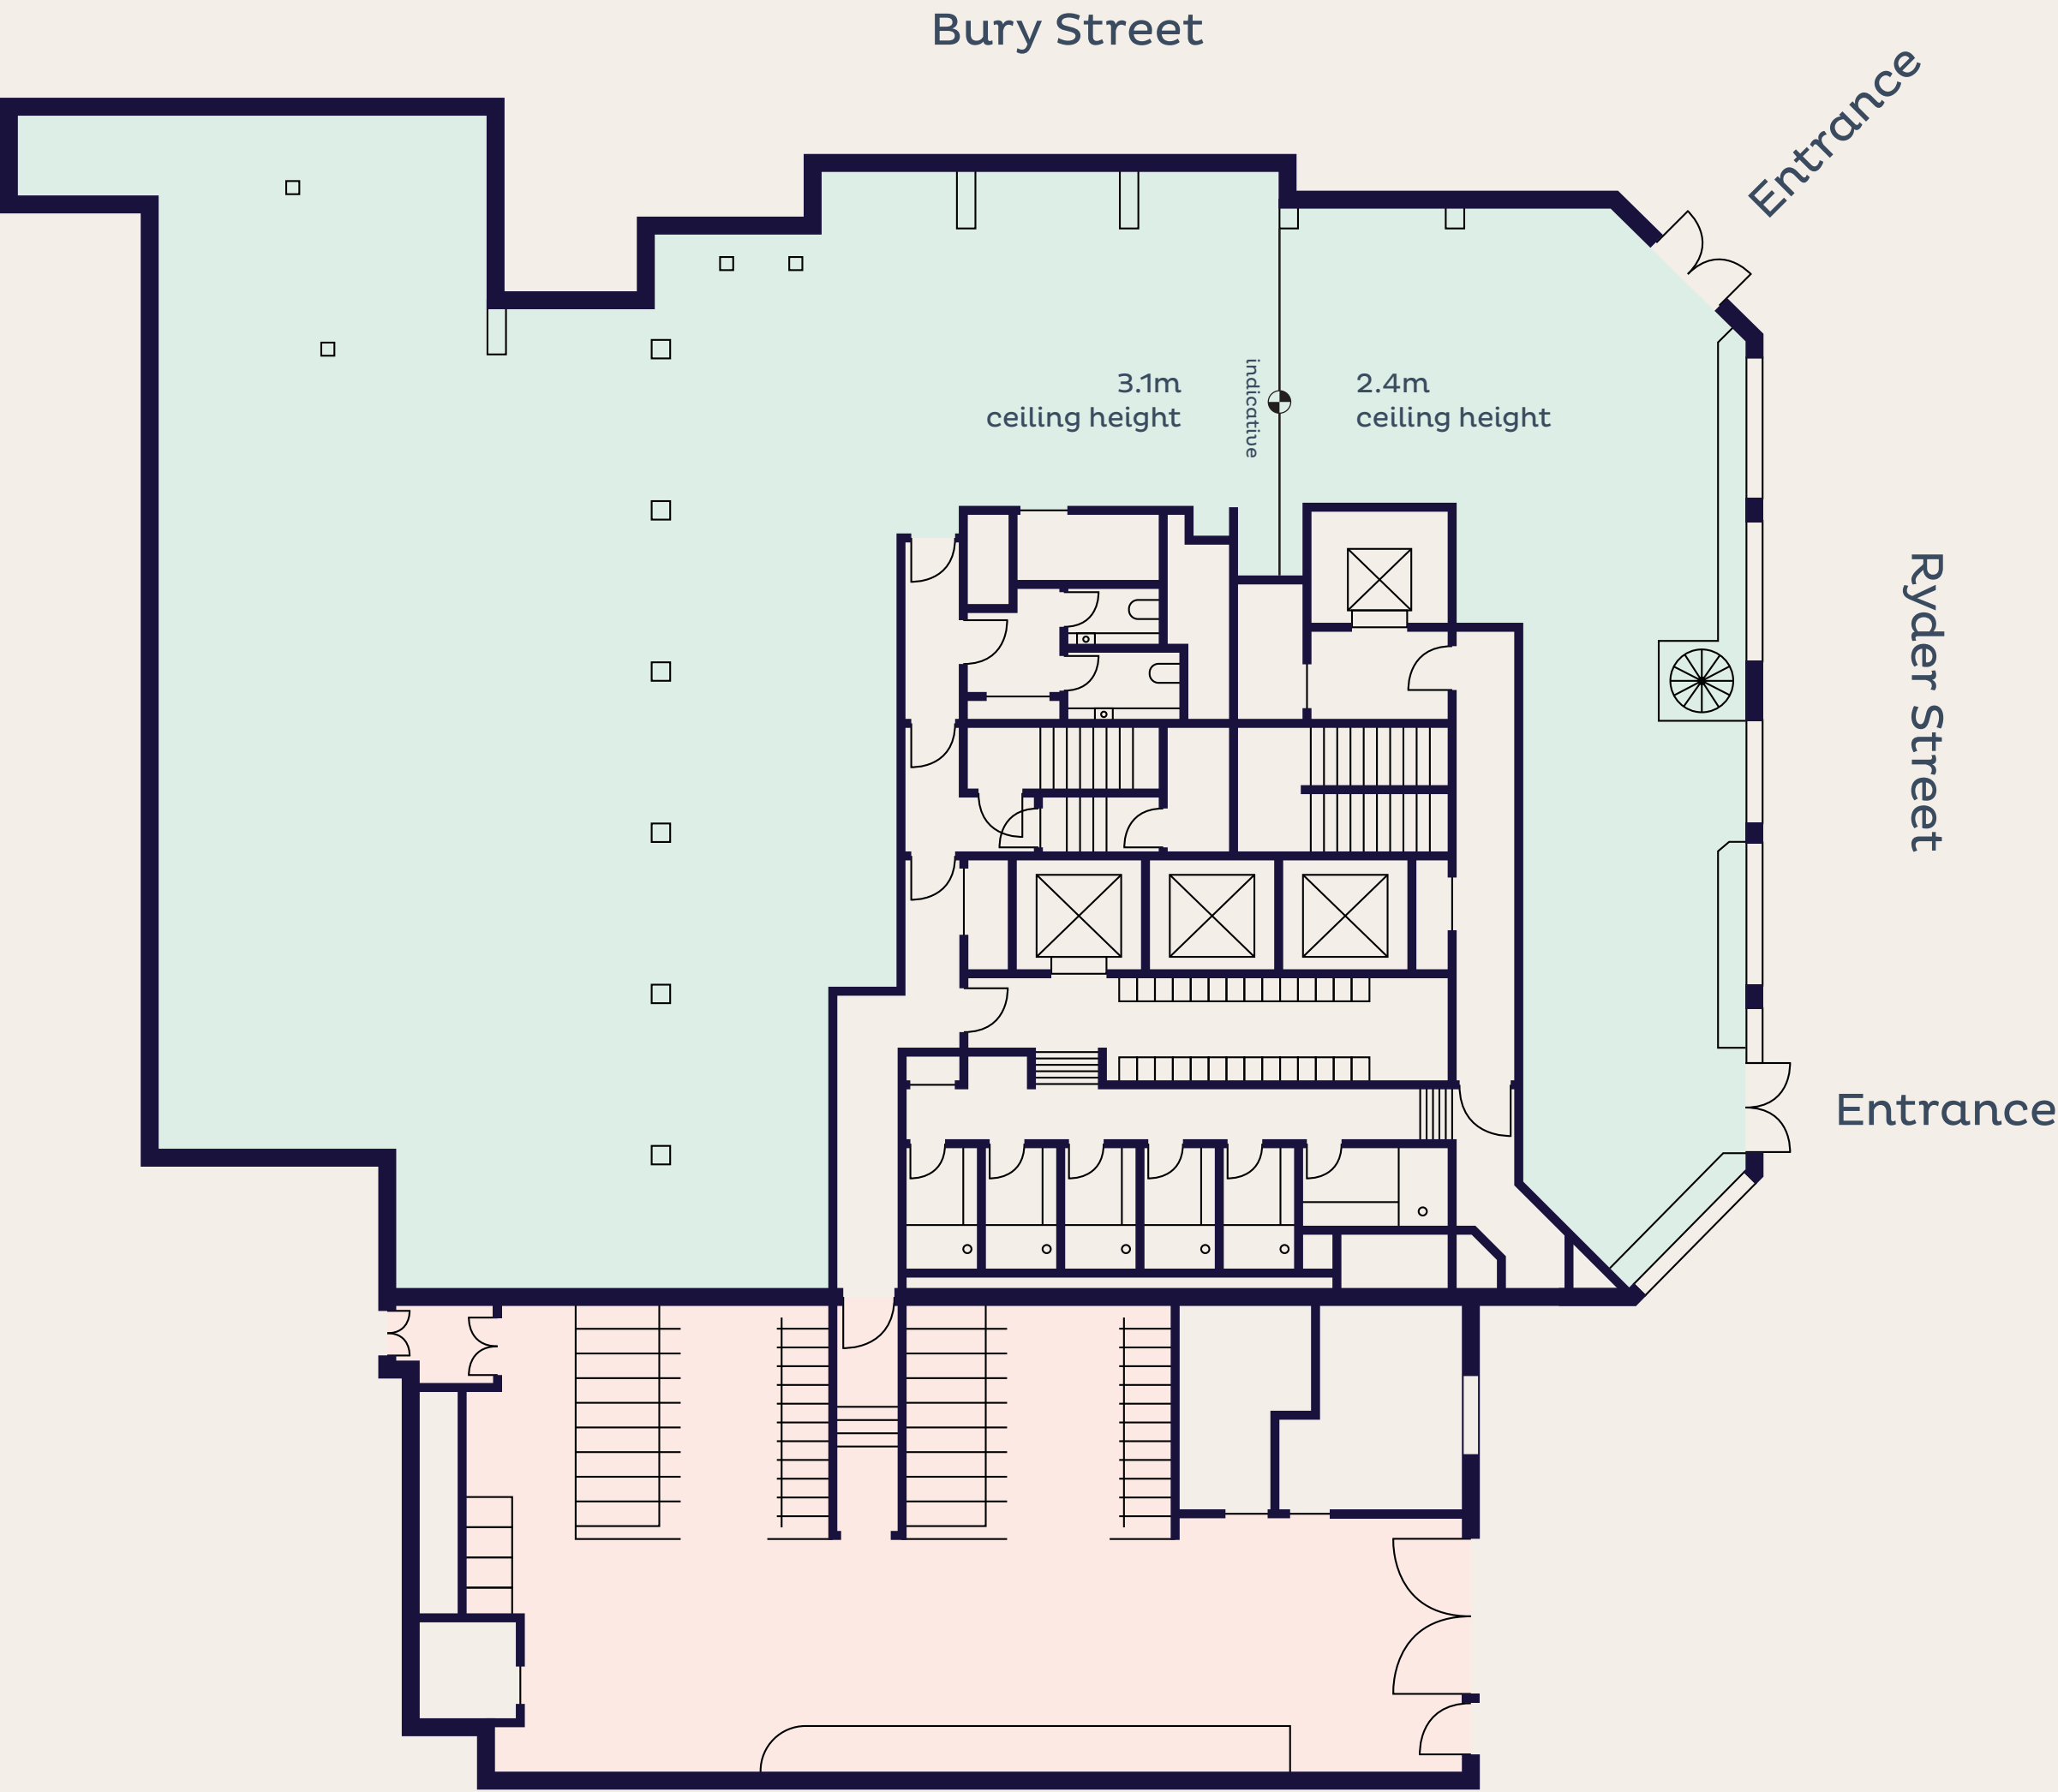 Bury Street
Entrance
3.1m
ceiling height
indicative
2.4m
ceiling height
Ryder Street
Entrance